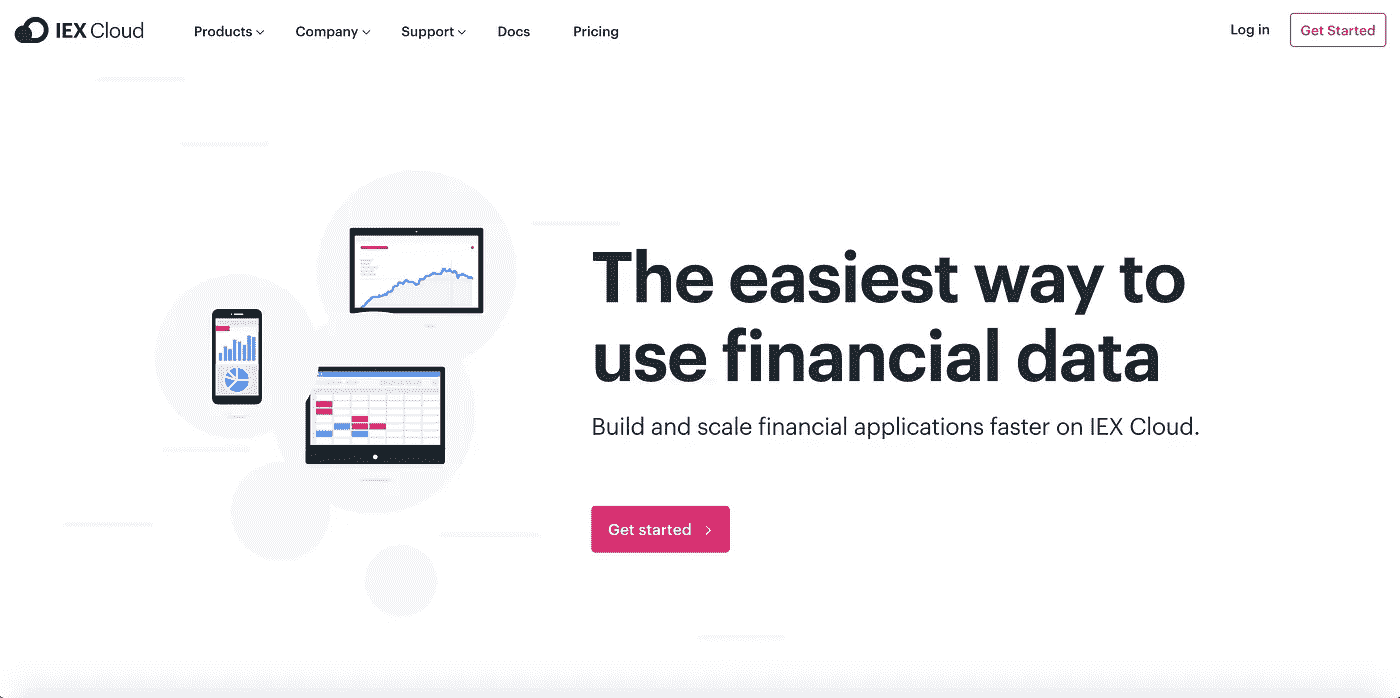 IEX Cloud
Products
Company
Support
Docs
Pricing
Log in
Get Started
The easiest way to
use financial data
Build and scale financial applications faster on IEX Cloud.
Get started